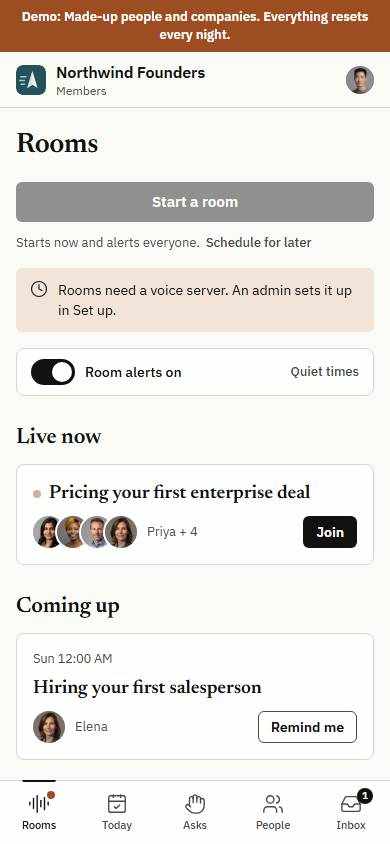 Demo: Made-up people and companies. Everything resets
every night.
Northwind Founders
Members
Rooms
Start a room
Starts now and alerts everyone. Schedule for later
Rooms need a voice server. An admin sets it up
in Set up.
Room alerts on
Quiet times
Live now
Pricing your first enterprise deal
Priya + 4
Join
Coming up
Sun 12:00 AM
Hiring your first salesperson
Elena
Remind me
1
Rooms
Today
Asks
People
Inbox